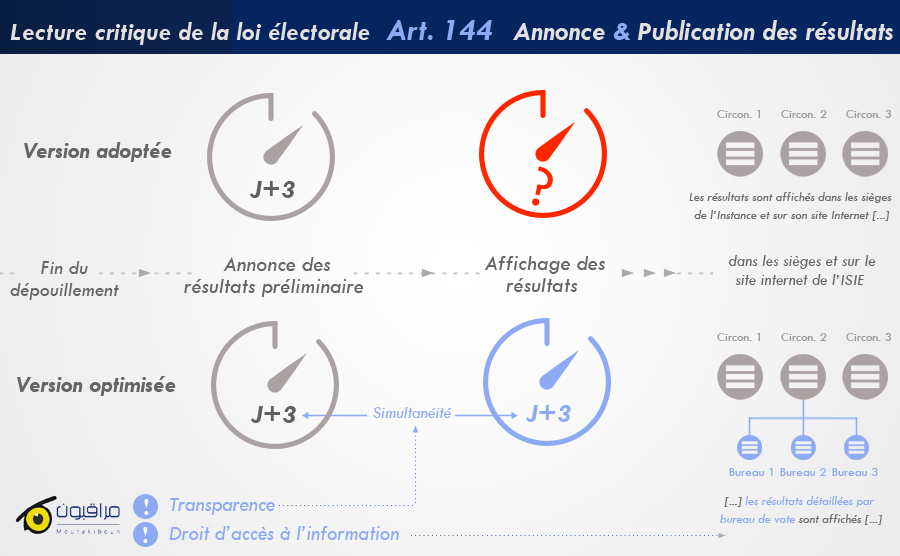 Lecture critique de la loi électorale Art. 144 Annonce & Publication des résultats
Circon. 1 Circon. 2 Circon. 3
Version adoptée
J+3
?
Les résultats sont affichés dans les sièges
de l'Instance et sur son site Internet [...]
Fin du
dépouillement
Annonce des
résultats préliminaire
Affichage des
résultats
dans les sièges et sur le
site internet de l'ISIE
Circon. 1 Circon. 2 Circon. 3
Version optimisée
J+3
Simultanéité
J+3
Bureau 1 Bureau 2 Bureau 3
[...] les résultats détaillées par
bureau de vote sont affichés [...]
! Transparence
! Droit d'accès à l'information
مراقبون
Mourakiboun